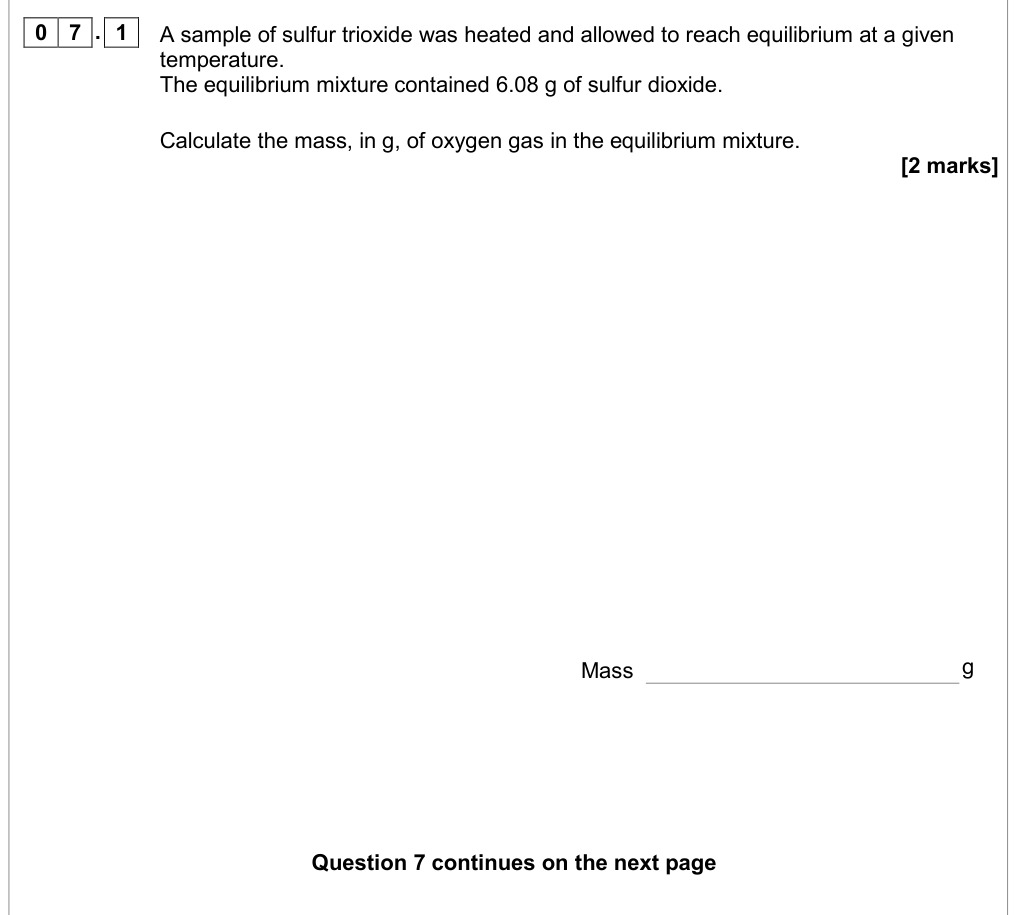 0 7 . 1 A sample of sulfur trioxide was heated and allowed to reach equilibrium at a given
temperature.
The equilibrium mixture contained 6.08 g of sulfur dioxide.
Calculate the mass, in g, of oxygen gas in the equilibrium mixture.
[2 marks]
Mass g
Question 7 continues on the next page